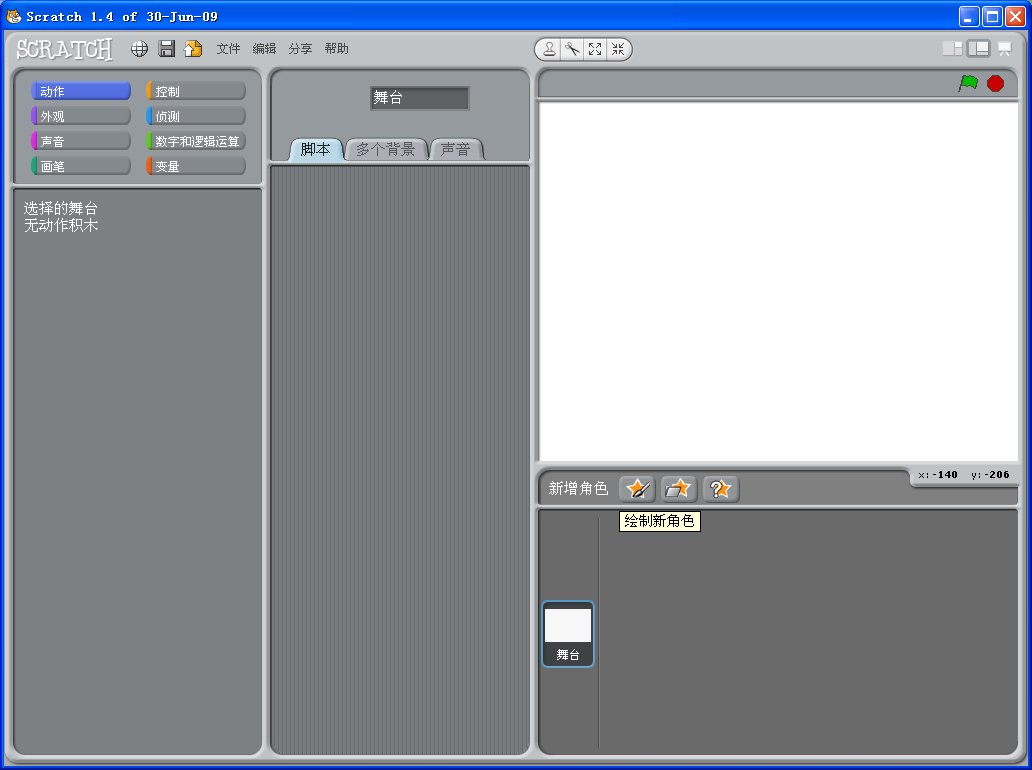 Scratch 1.4 of 30-Jun-09
SCRATCH 文件 编辑 分享 帮助
动作 控制
外观 侦测
声音 数字和逻辑运算
画笔 变量
选择的舞台
无动作积木
舞台
脚本 多个背景 声音
x:-140 y:-206
新增角色
绘制新角色
舞台